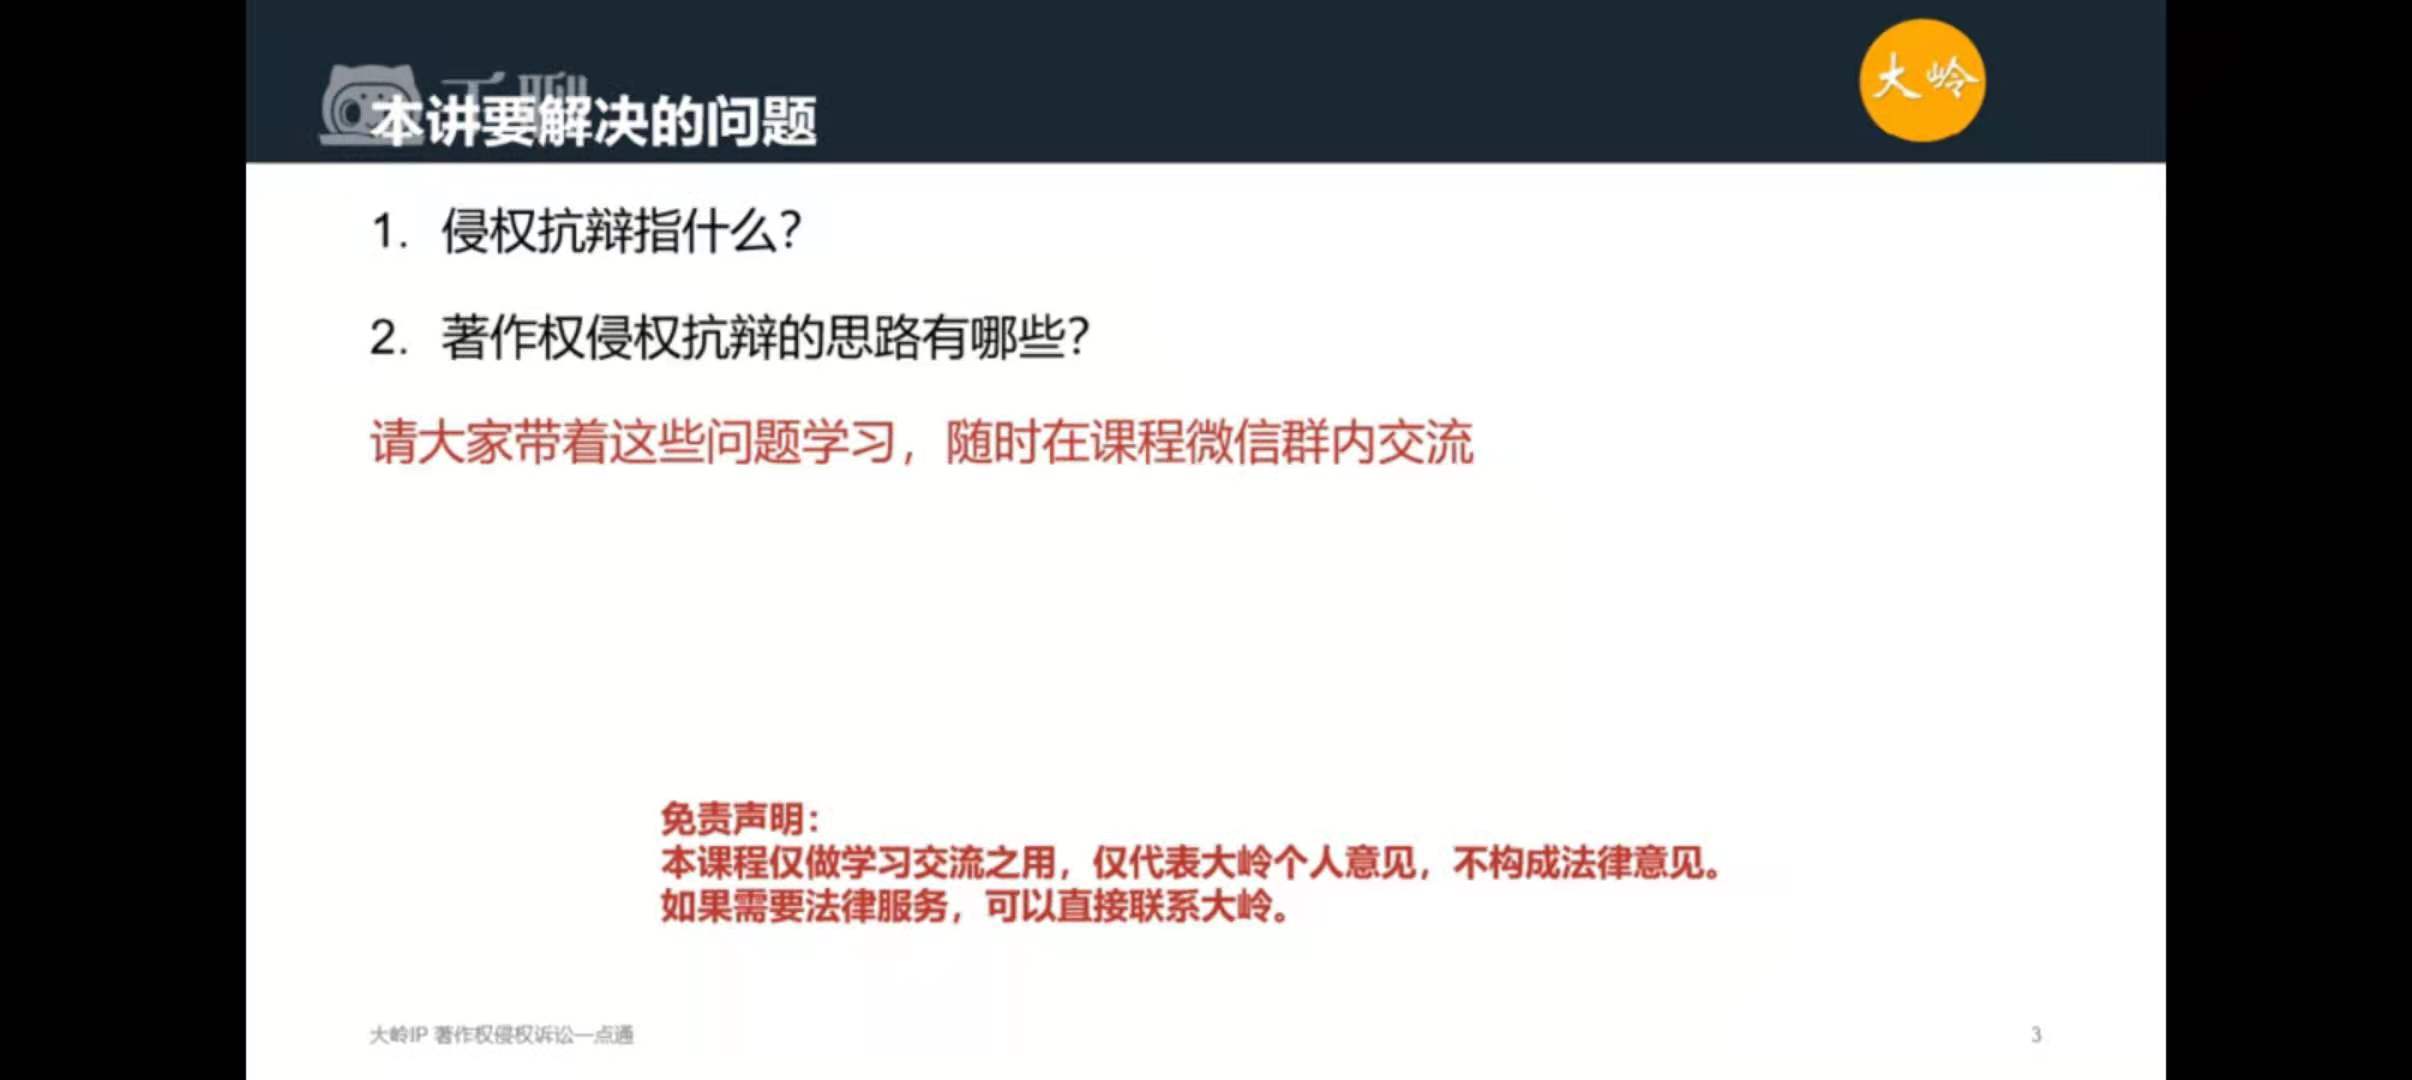 千聊
本讲要解决的问题
大岭
1. 侵权抗辩指什么？
2. 著作权侵权抗辩的思路有哪些？
请大家带着这些问题学习，随时在课程微信群内交流
免责声明：
本课程仅做学习交流之用，仅代表大岭个人意见，不构成法律意见。
如果需要法律服务，可以直接联系大岭。
大岭IP 著作权侵权诉讼一点通
3